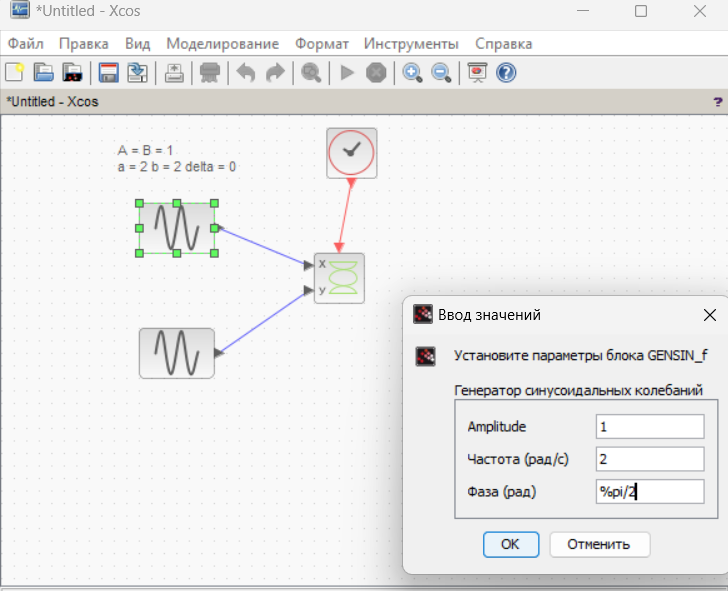 *Untitled - Xcos
Файл Правка Вид Моделирование Формат Инструменты Справка
*Untitled - Xcos ?
A = B = 1
a = 2 b = 2 delta = 0
x
y
Ввод значений
Установите параметры блока GENSIN_f
Генератор синусоидальных колебаний
Amplitude 1
Частота (рад/с) 2
Фаза (рад) %pi/2
OK Отменить